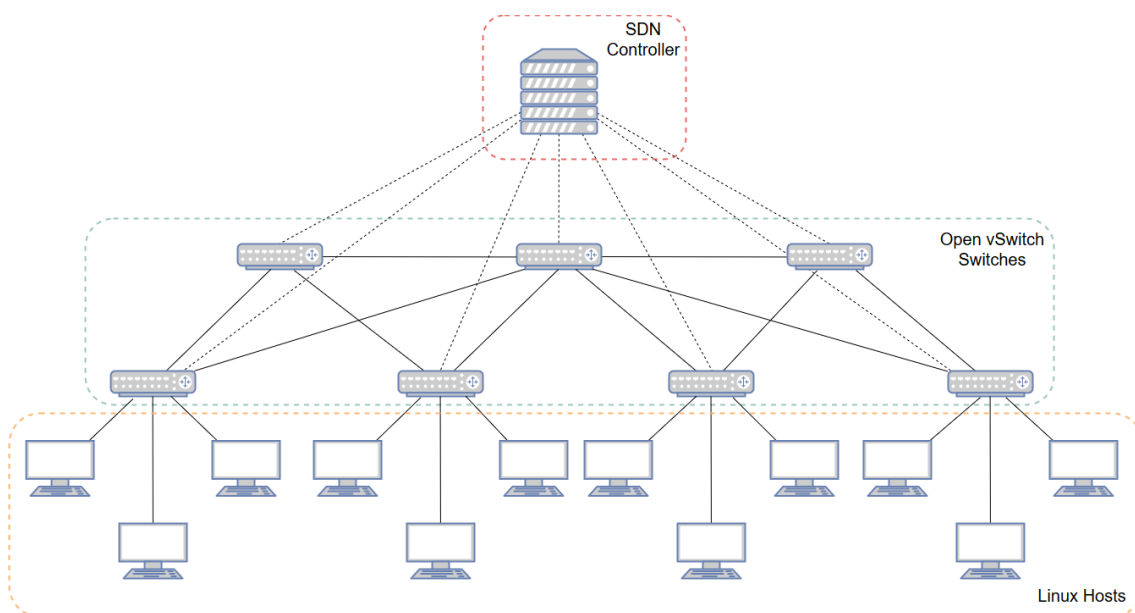 SDN
Controller
Open vSwitch
Switches
Linux Hosts